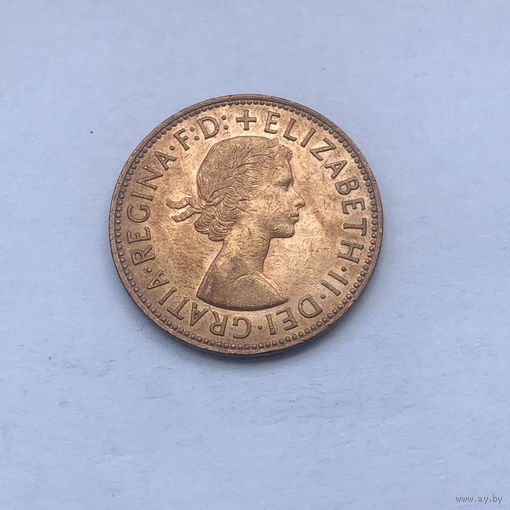 + ELIZABETH · II · DEI · GRATIA · REGINA · F: D:
www.ay.by